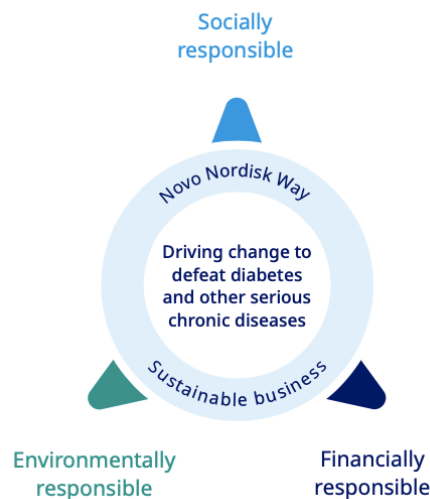 Socially
responsible
Novo Nordisk Way
Driving change to
defeat diabetes
and other serious
chronic diseases
Sustainable business
Environmentally
responsible
Financially
responsible